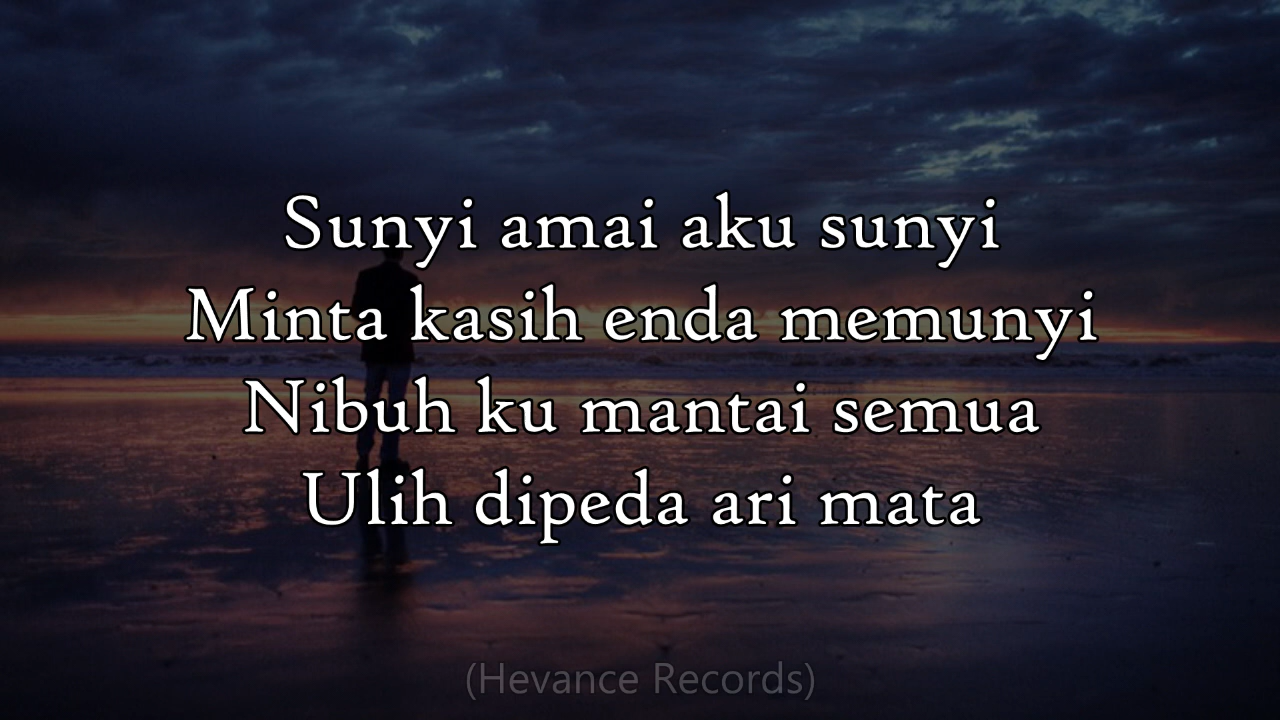 Sunyi amai aku sunyi
Minta kasih enda memunyi
Nibuh ku mantai semua
Ulih dipeda ari mata
(Hevance Records)